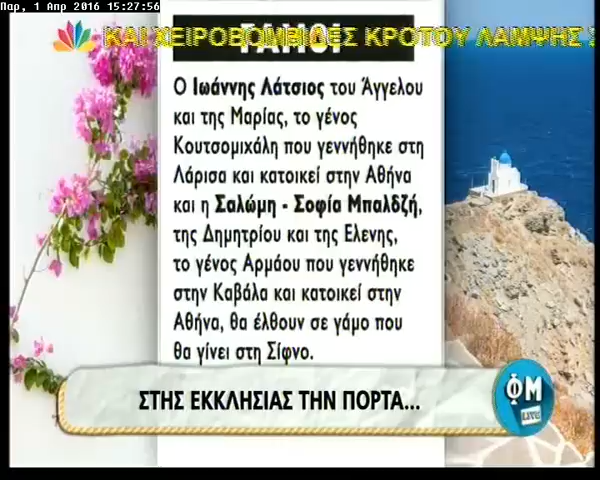 Παρ, 1 Απρ 2016 15:27:56
ΚΑΙ ΧΕΙΡΟΒΟΜΒΙΔΕΣ ΚΡΟΤΟΥ ΛΑΜΨΗΣ
ΓΑΜΟΙ
Ο Ιωάννης Λάτσιος του Άγγελου
και της Μαρίας, το γένος
Κουτσομιχάλη που γεννήθηκε στη
Λάρισα και κατοικεί στην Αθήνα
και η Σαλώμη - Σοφία Μπαλδζή,
της Δημητρίου και της Ελενης,
το γένος Αρμάου που γεννήθηκε
στην Καβάλα και κατοικεί στην
Αθήνα, θα έλθουν σε γάμο που
θα γίνει στη Σίφνο.
ΣΤΗΣ ΕΚΚΛΗΣΙΑΣ ΤΗΝ ΠΟΡΤΑ...
ΦΜ
LIVE